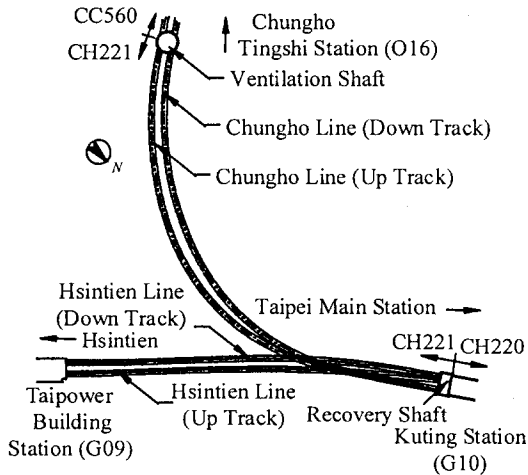 CC560
CH221
Chungho
Tingshi Station (O16)
Ventilation Shaft
Chungho Line (Down Track)
Chungho Line (Up Track)
N
Hsintien Line
(Down Track)
Hsintien
Taipei Main Station
CH221
CH220
Taipower
Building
Station (G09)
Hsintien Line
(Up Track)
Recovery Shaft
Kuting Station
(G10)